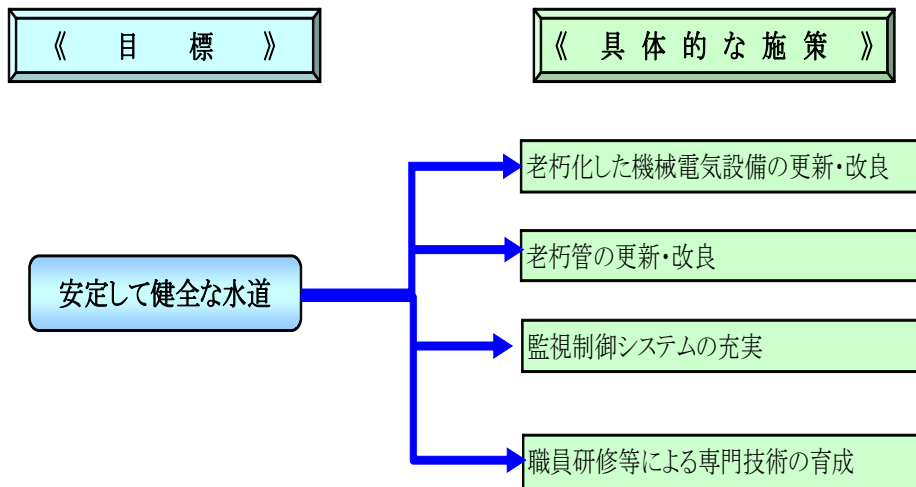 《 目 標 》
《 具 体 的 な 施 策 》
老朽化した機械電気設備の更新・改良
老朽管の更新・改良
安定して健全な水道
監視制御システムの充実
職員研修等による専門技術の育成